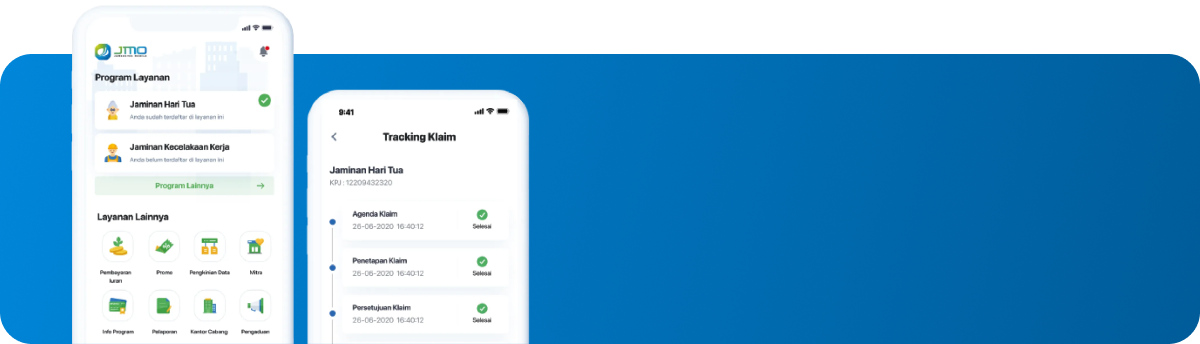 JMO
Program Layanan
Jaminan Hari Tua
Anda sudah terdaftar di layanan ini
Jaminan Kecelakaan Kerja
Anda belum terdaftar di layanan ini
Program Lainnya
Layanan Lainnya
Pembayaran Iuran
Promo
Pengkinian Data
Mitra
Info Program
Pelaporan
Kantor Cabang
Pengaduan
9:41
Tracking Klaim
Jaminan Hari Tua
KPJ : 12209432320
Agenda Klaim
26-06-2020 16:40:12
Selesai
Penetapan Klaim
26-06-2020 16:40:12
Selesai
Persetujuan Klaim
26-06-2020 16:40:12
Selesai